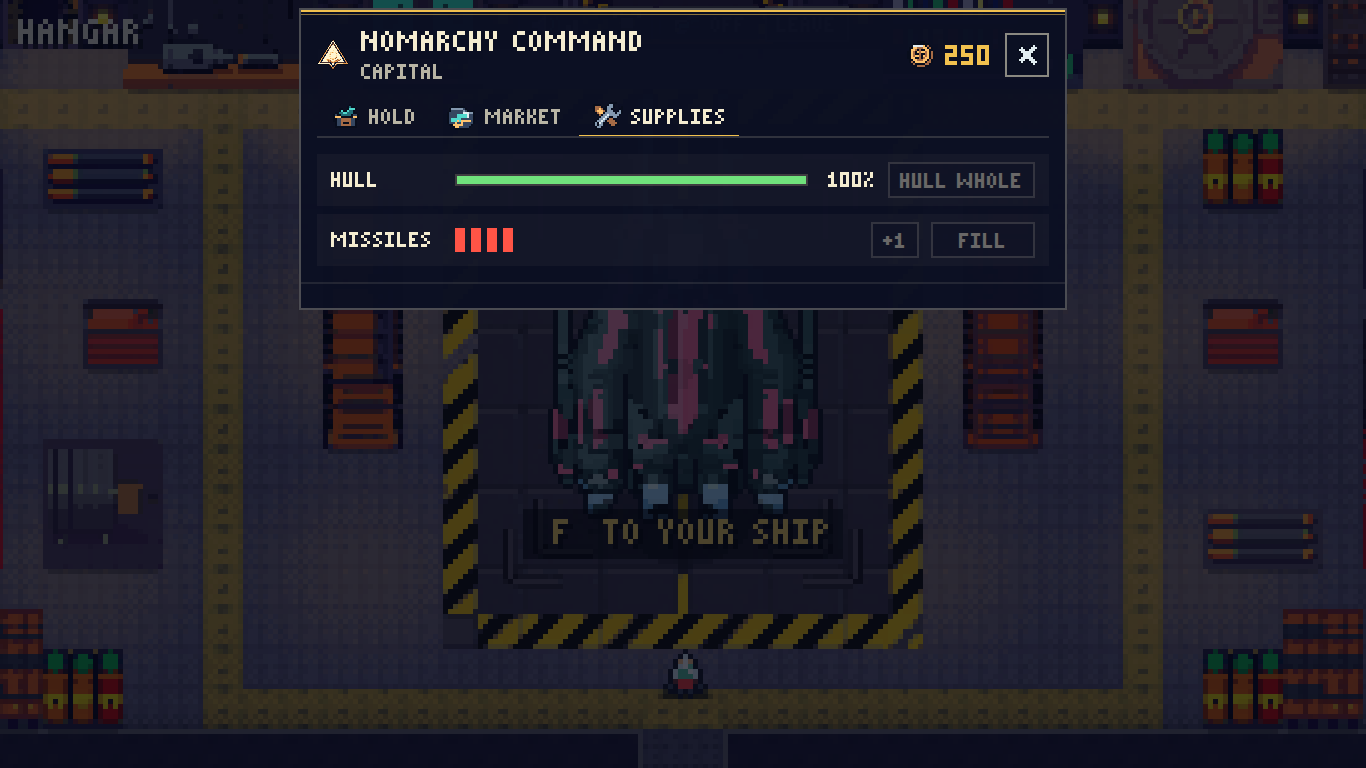 HANGAR
NOMARCHY COMMAND
CAPITAL
250
HOLD MARKET SUPPLIES
HULL 100% HULL WHOLE
MISSILES +1 FILL
F TO YOUR SHIP